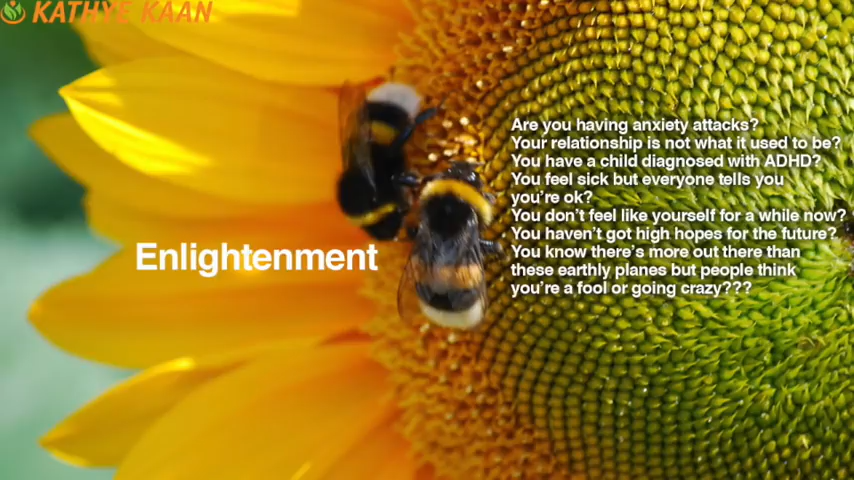 KATHYE KAAN
Are you having anxiety attacks?
Your relationship is not what it used to be?
You have a child diagnosed with ADHD?
You feel sick but everyone tells you
you're ok?
You don't feel like yourself for a while now?
You haven't got high hopes for the future?
You know there's more out there than
these earthly planes but people think
you're a fool or going crazy???
Enlightenment